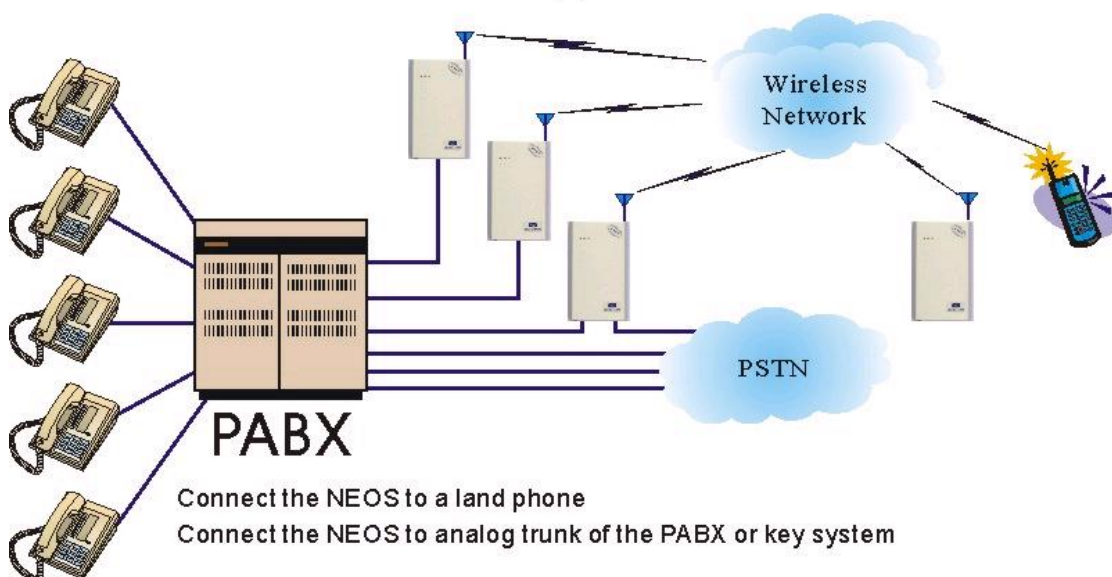 Wireless
Network
PSTN
PABX
Connect the NEOS to a land phone
Connect the NEOS to analog trunk of the PABX or key system